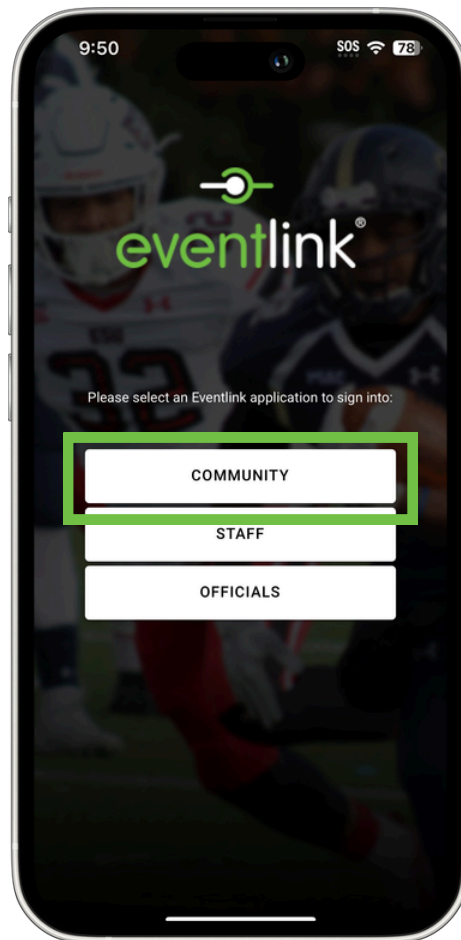 9:50 SOS 78
eventlink®
Please select an Eventlink application to sign into:
COMMUNITY
STAFF
OFFICIALS